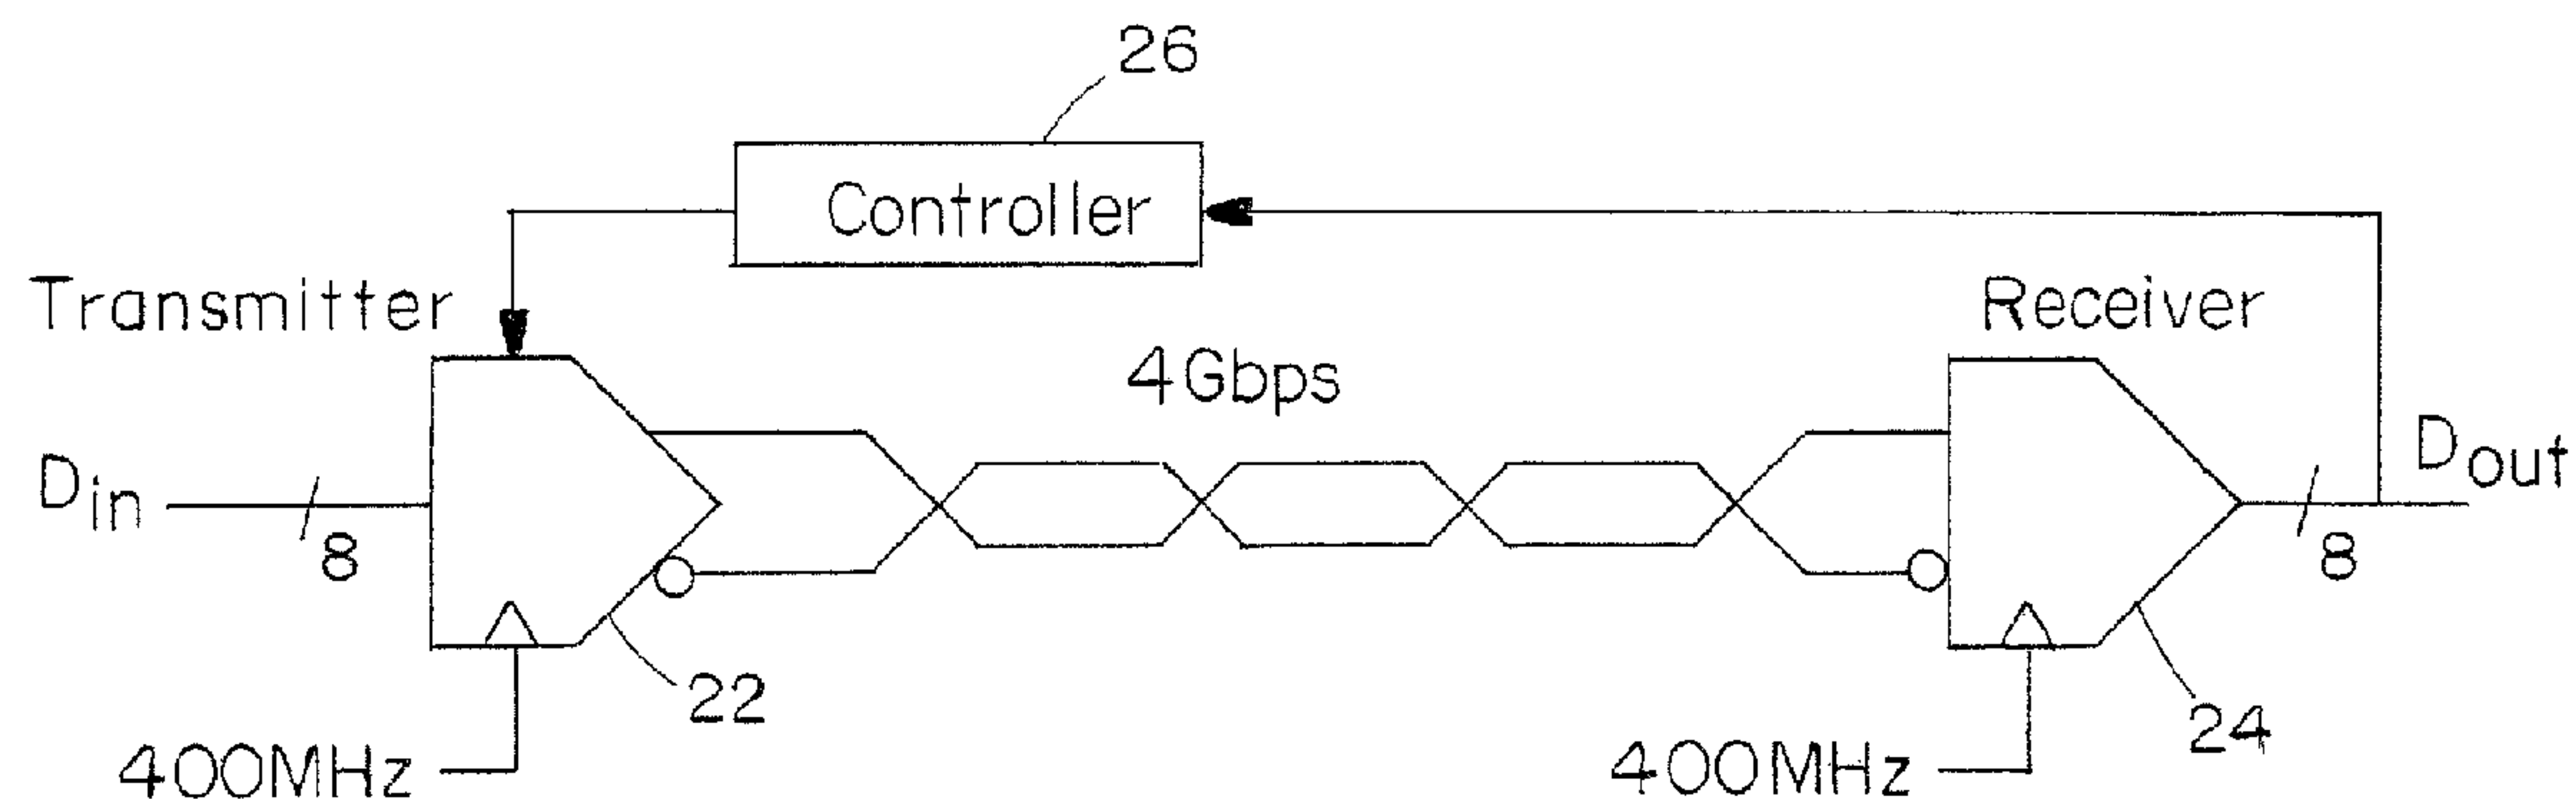 26
Controller
Transmitter
Receiver
4Gbps
Din
8
Dout
8
22
24
400MHz
400MHz